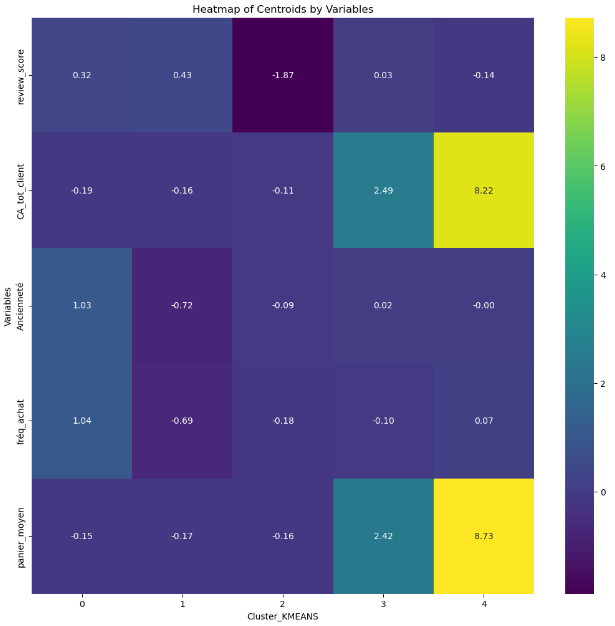 Heatmap of Centroids by Variables
review_score
0.32 0.43 -1.87 0.03 -0.14
CA_tot_client
-0.19 -0.16 -0.11 2.49 8.22
Variables
Ancienneté
1.03 -0.72 -0.09 0.02 -0.00
fréq_achat
1.04 -0.69 -0.18 -0.10 0.07
panier_moyen
-0.15 -0.17 -0.16 2.42 8.73
0 1 2 3 4
Cluster_KMEANS
8
6
4
2
0